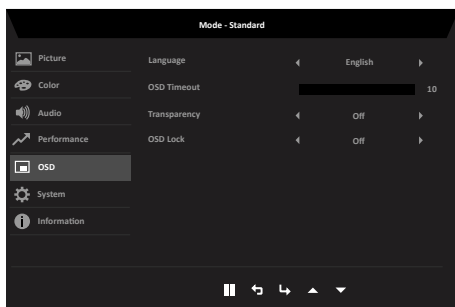 Mode - Standard
Picture
Language English
Color
OSD Timeout 10
Audio
Transparency Off
Performance
OSD Lock Off
OSD
System
Information